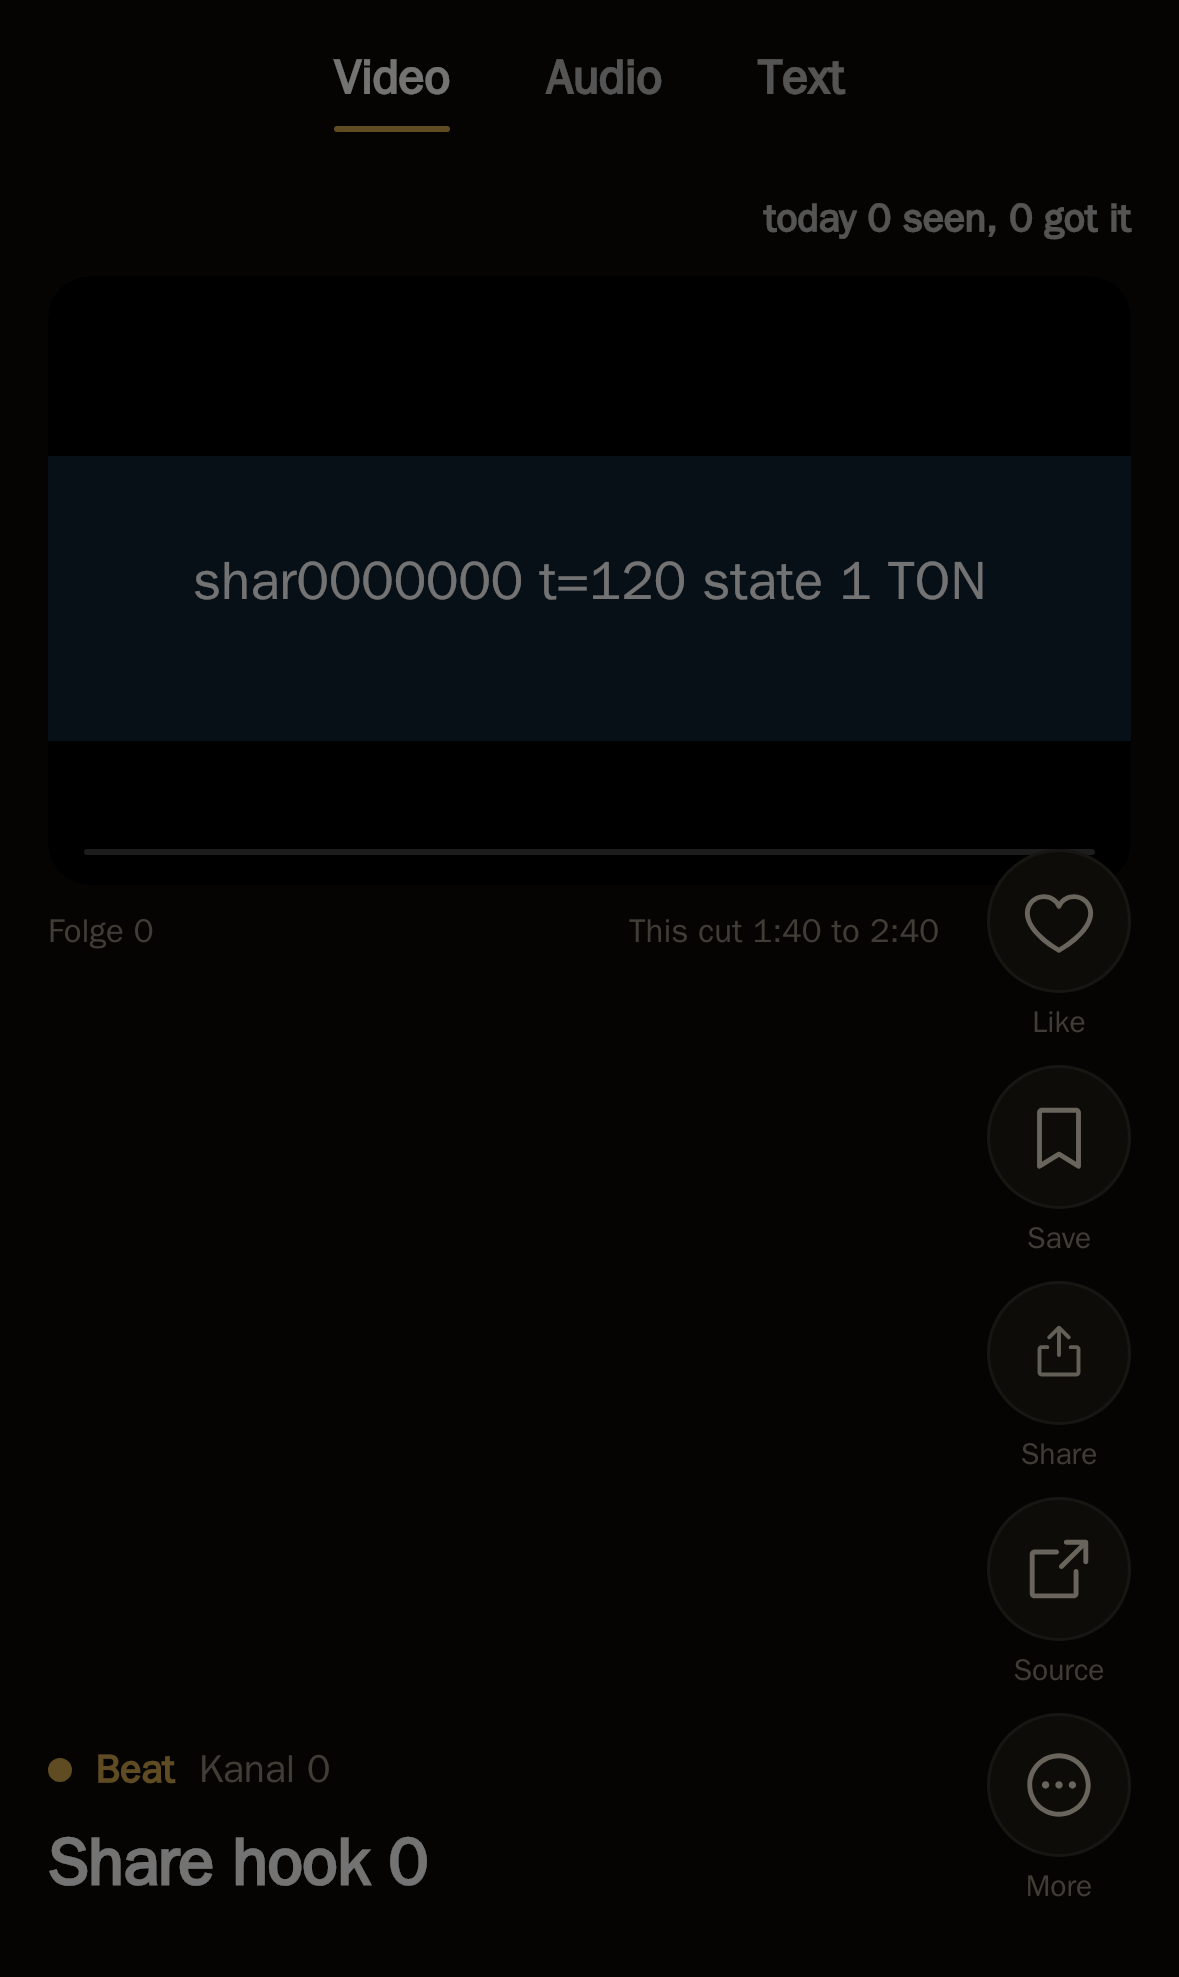 Video Audio Text
today 0 seen, 0 got it
shar0000000 t=120 state 1 TON
Folge 0 This cut 1:40 to 2:40
Like
Save
Share
Source
Beat Kanal 0
Share hook 0
More